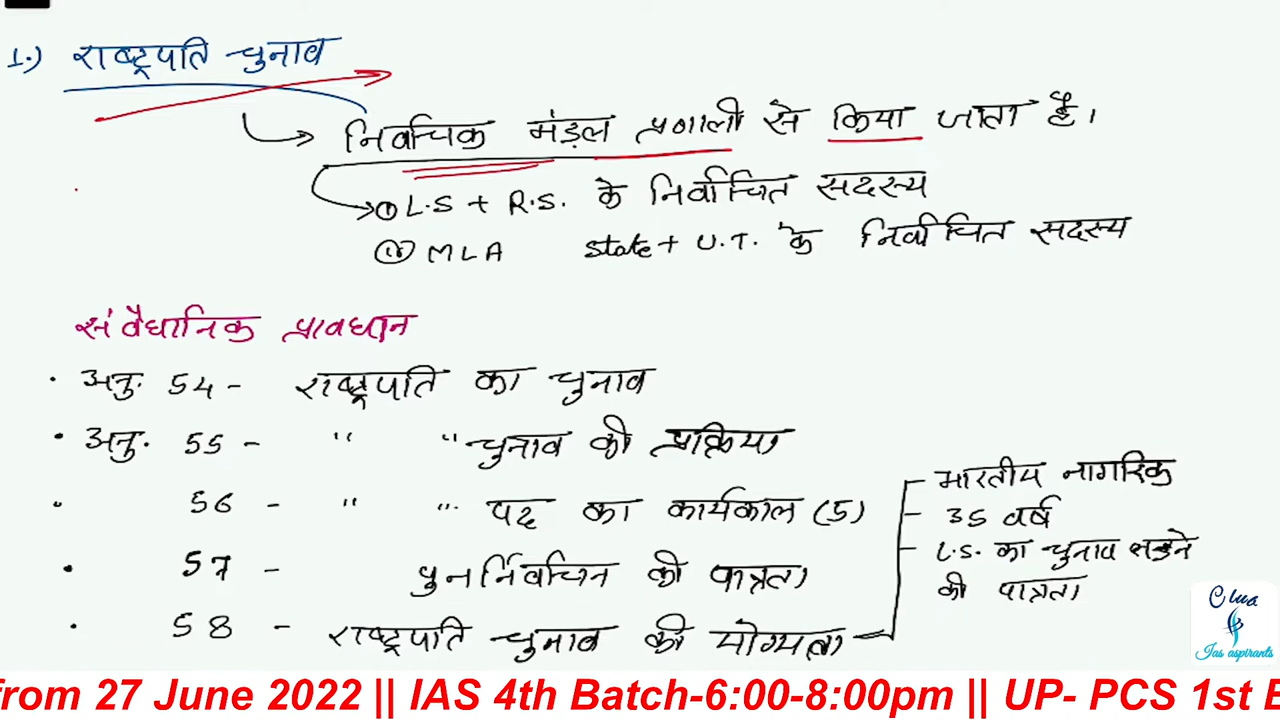 1.) राष्ट्रपति चुनाव
निर्वाचक मंड़ल प्रणाली से किया जाता है।
① L.S + R.S. के निर्वाचित सदस्य
② MLA state + U.T. के निर्वाचित सदस्य
संवैधानिक प्रावधान
• अनु. 54 - राष्ट्रपति का चुनाव
• अनु. 55 - " " चुनाव की प्रक्रिया
• 56 - " " पद का कार्यकाल (5)
• 57 - पुनर्निर्वाचन की पात्रता
• 58 - राष्ट्रपति चुनाव की योग्यता
- भारतीय नागरिक
- 35 वर्ष
- L.S. का चुनाव लड़ने
की पात्रता
Clue
Ias aspirants
from 27 June 2022 || IAS 4th Batch-6:00-8:00pm || UP- PCS 1st